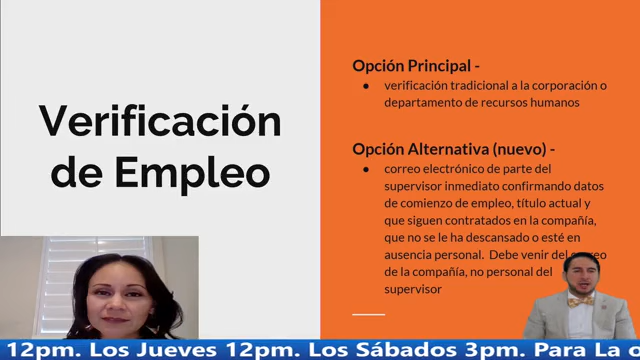 Verificación
de Empleo
Opción Principal -
● verificación tradicional a la corporación o
departamento de recursos humanos
Opción Alternativa (nuevo) -
● correo electrónico de parte del
supervisor inmediato confirmando datos
de comienzo de empleo, título actual y
que siguen contratados en la compañía,
que no se le ha descansado o esté en
ausencia personal. Debe venir del correo
de la compañía, no personal del
supervisor
12pm. Los Jueves 12pm. Los Sábados 3pm. Para La